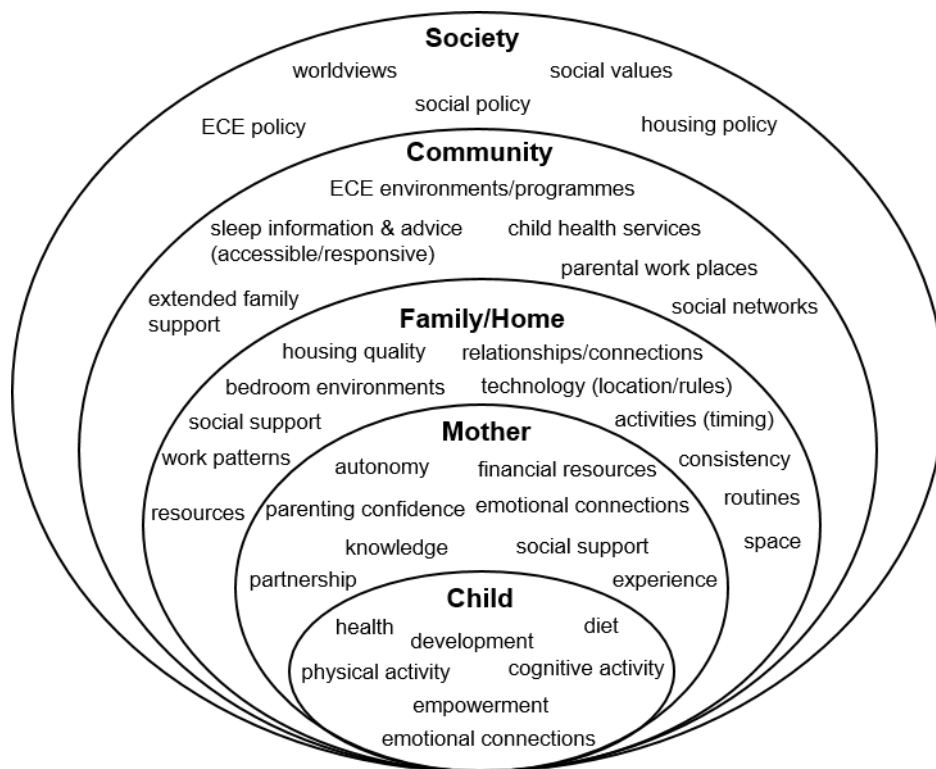 Society
worldviews
social values
social policy
ECE policy
housing policy
Community
ECE environments/programmes
sleep information & advice
(accessible/responsive)
child health services
parental work places
extended family
support
social networks
Family/Home
housing quality
relationships/connections
bedroom environments
technology (location/rules)
social support
activities (timing)
work patterns
consistency
resources
routines
space
Mother
autonomy
financial resources
parenting confidence
emotional connections
knowledge
social support
partnership
experience
Child
health
diet
development
physical activity
cognitive activity
empowerment
emotional connections